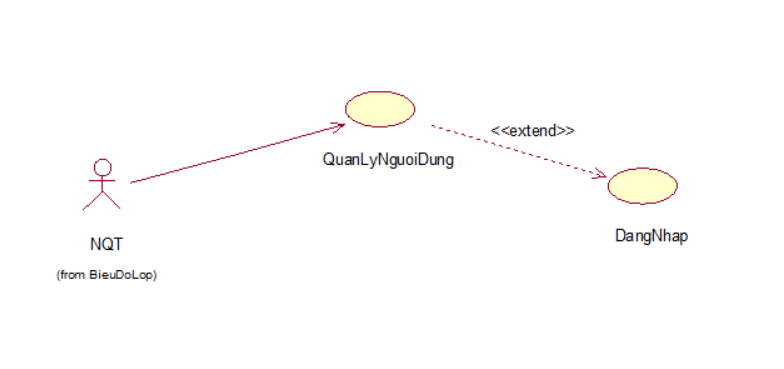 <<extend>>
QuanLyNguoiDung
DangNhap
NQT
(from BieuDoLop)